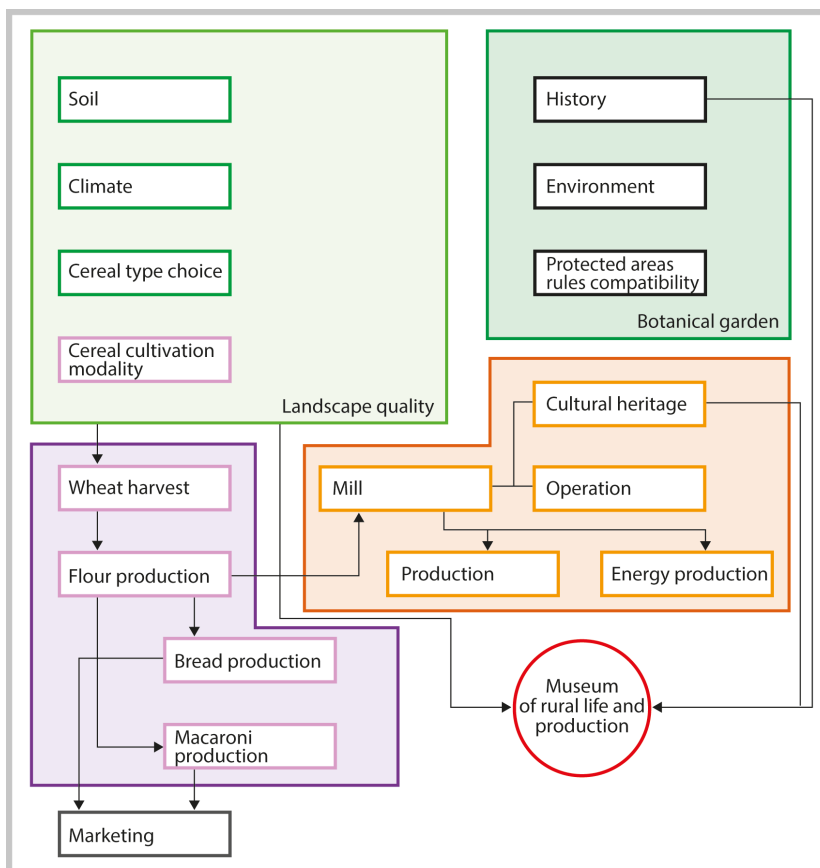 Soil
Climate
Cereal type choice
Cereal cultivation
modality
Landscape quality
History
Environment
Protected areas
rules compatibility
Botanical garden
Cultural heritage
Mill
Operation
Production
Energy production
Wheat harvest
Flour production
Bread production
Macaroni
production
Marketing
Museum
of rural life and
production